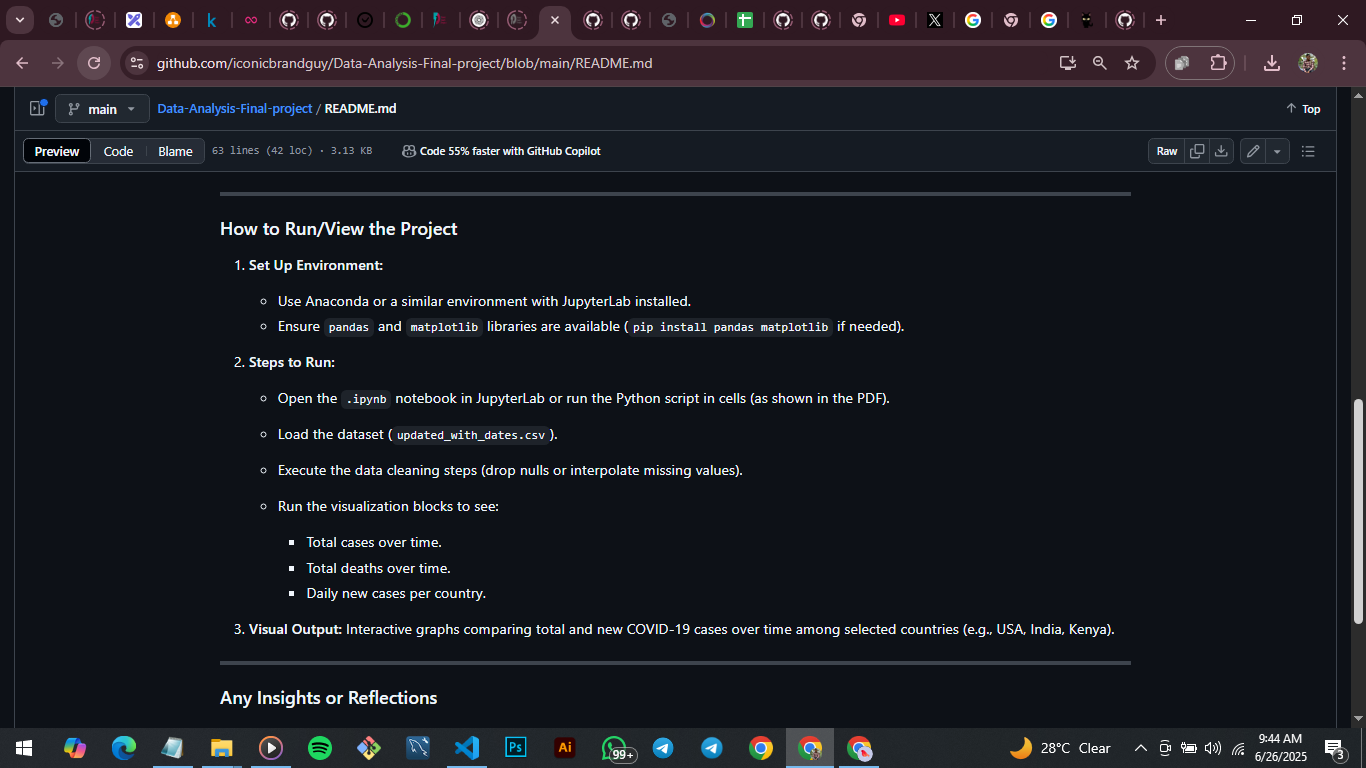 github.com/iconicbrandguy/Data-Analysis-Final-project/blob/main/README.md
main
Data-Analysis-Final-project / README.md
Top
Preview
Code
Blame
63 lines (42 loc) · 3.13 KB
Code 55% faster with GitHub Copilot
Raw
How to Run/View the Project
1. Set Up Environment:
Use Anaconda or a similar environment with JupyterLab installed.
Ensure pandas and matplotlib libraries are available ( pip install pandas matplotlib if needed).
2. Steps to Run:
Open the .ipynb notebook in JupyterLab or run the Python script in cells (as shown in the PDF).
Load the dataset ( updated_with_dates.csv ).
Execute the data cleaning steps (drop nulls or interpolate missing values).
Run the visualization blocks to see:
Total cases over time.
Total deaths over time.
Daily new cases per country.
3. Visual Output: Interactive graphs comparing total and new COVID-19 cases over time among selected countries (e.g., USA, India, Kenya).
Any Insights or Reflections
Ps
Ai
99+
28°C Clear
9:44 AM
6/26/2025
3